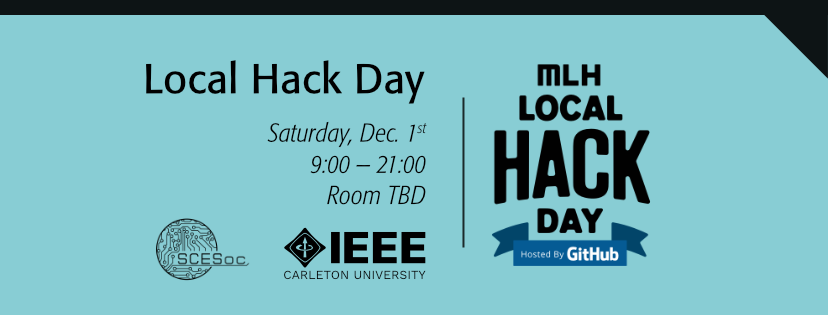 Local Hack Day
Saturday, Dec. 1st
9:00 – 21:00
Room TBD
SCESoc
IEEE
CARLETON UNIVERSITY
MLH
LOCAL
HACK
DAY
Hosted By GitHub